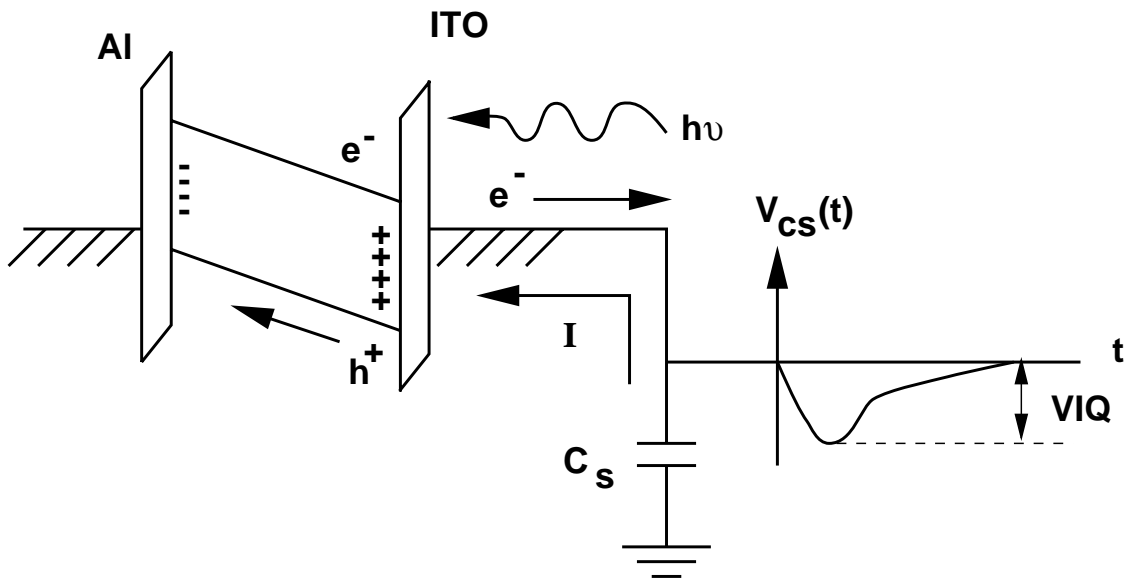 Al
ITO
hυ
e-
e-
- - - -
+ + + +
h+
I
Vcs(t)
t
VIQ
Cs